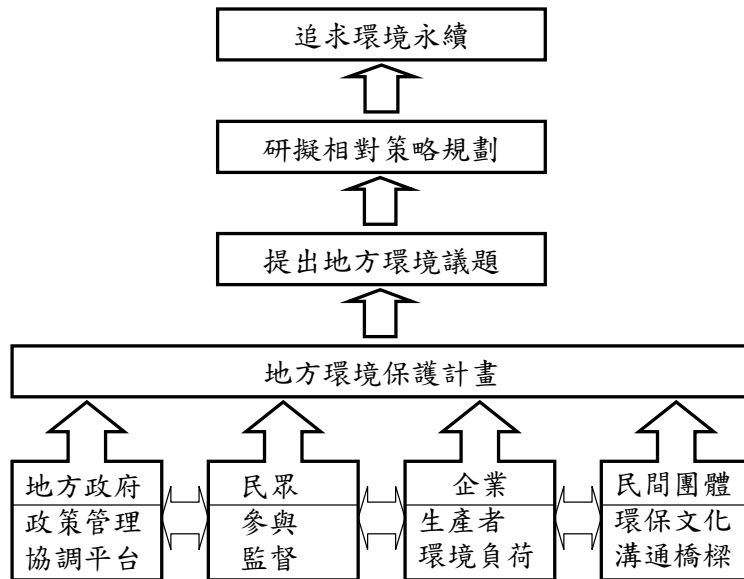 追求環境永續
研擬相對策略規劃
提出地方環境議題
地方環境保護計畫
地方政府
政策管理
協調平台
民眾
參與
監督
企業
生產者
環境負荷
民間團體
環保文化
溝通橋樑